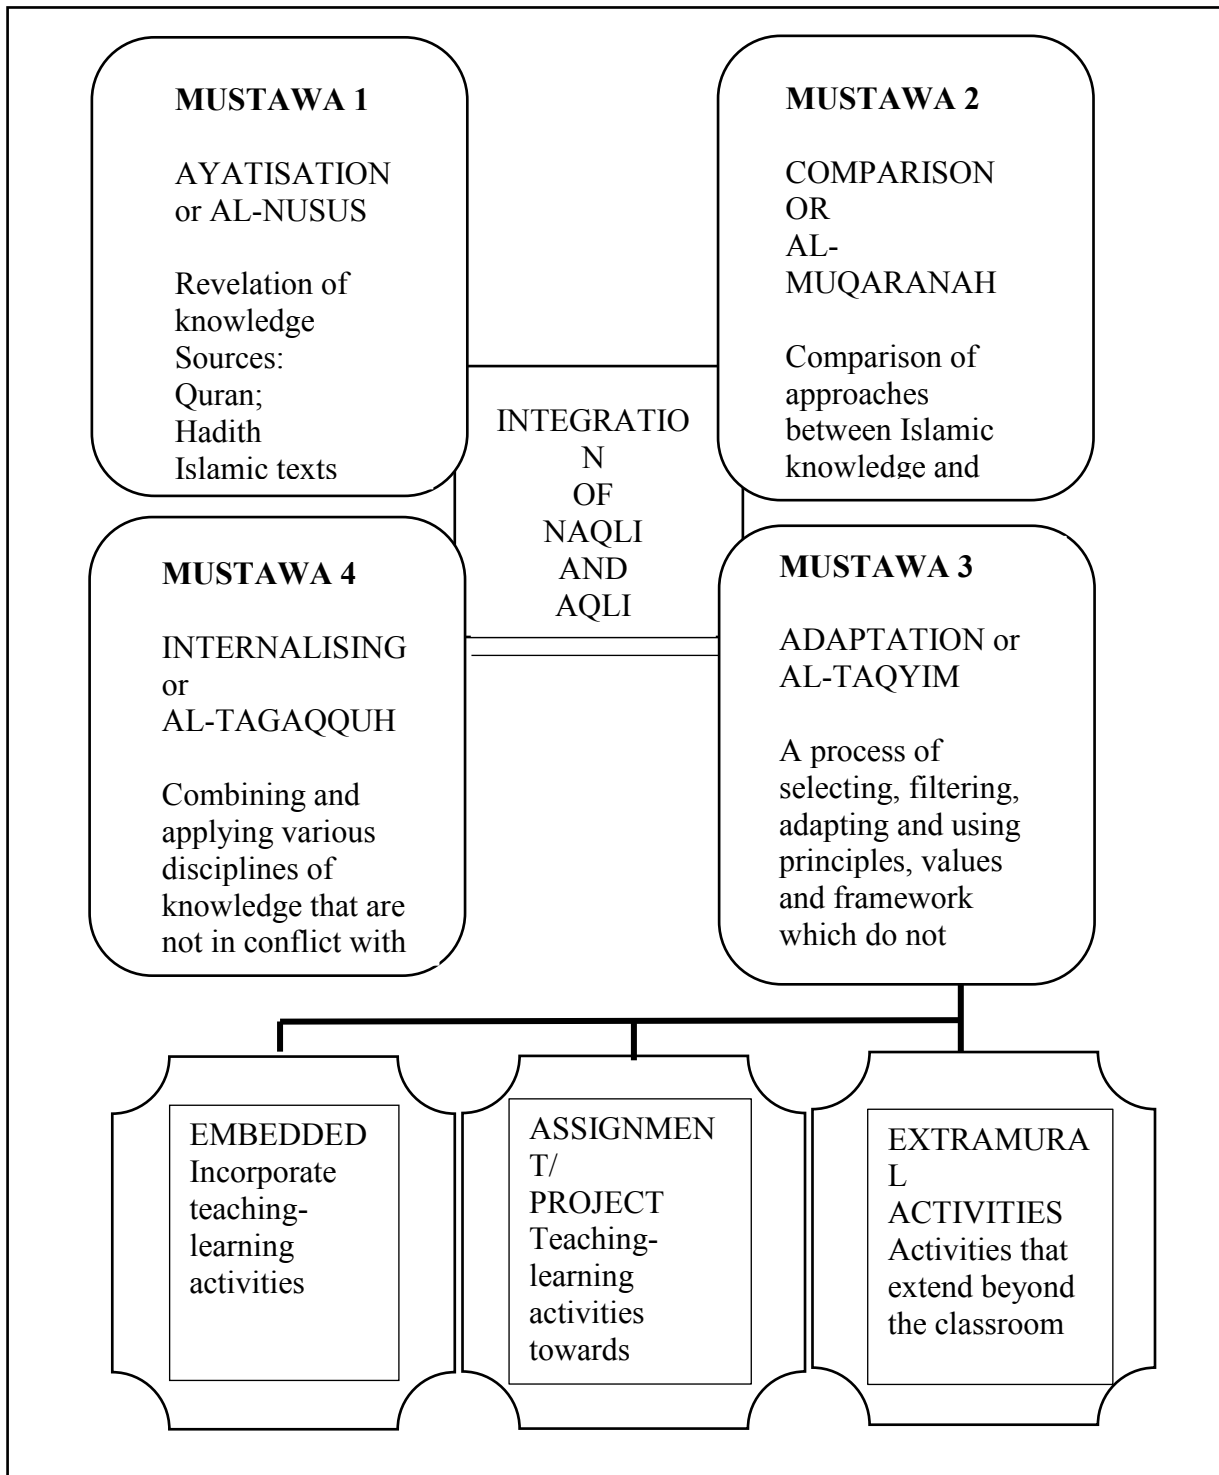 MUSTAWA 1
AYATISATION
or AL-NUSUS
Revelation of
knowledge
Sources:
Quran;
Hadith
Islamic texts
MUSTAWA 2
COMPARISON
OR
AL-
MUQARANAH
Comparison of
approaches
between Islamic
knowledge and
INTEGRATIO
N
OF
NAQLI
AND
AQLI
MUSTAWA 4
INTERNALISING
or
AL-TAGAQQUH
Combining and
applying various
disciplines of
knowledge that are
not in conflict with
MUSTAWA 3
ADAPTATION or
AL-TAQYIM
A process of
selecting, filtering,
adapting and using
principles, values
and framework
which do not
EMBEDDED
Incorporate
teaching-
learning
activities
ASSIGNMEN
T/
PROJECT
Teaching-
learning
activities
towards
EXTRAMURA
L
ACTIVITIES
Activities that
extend beyond
the classroom